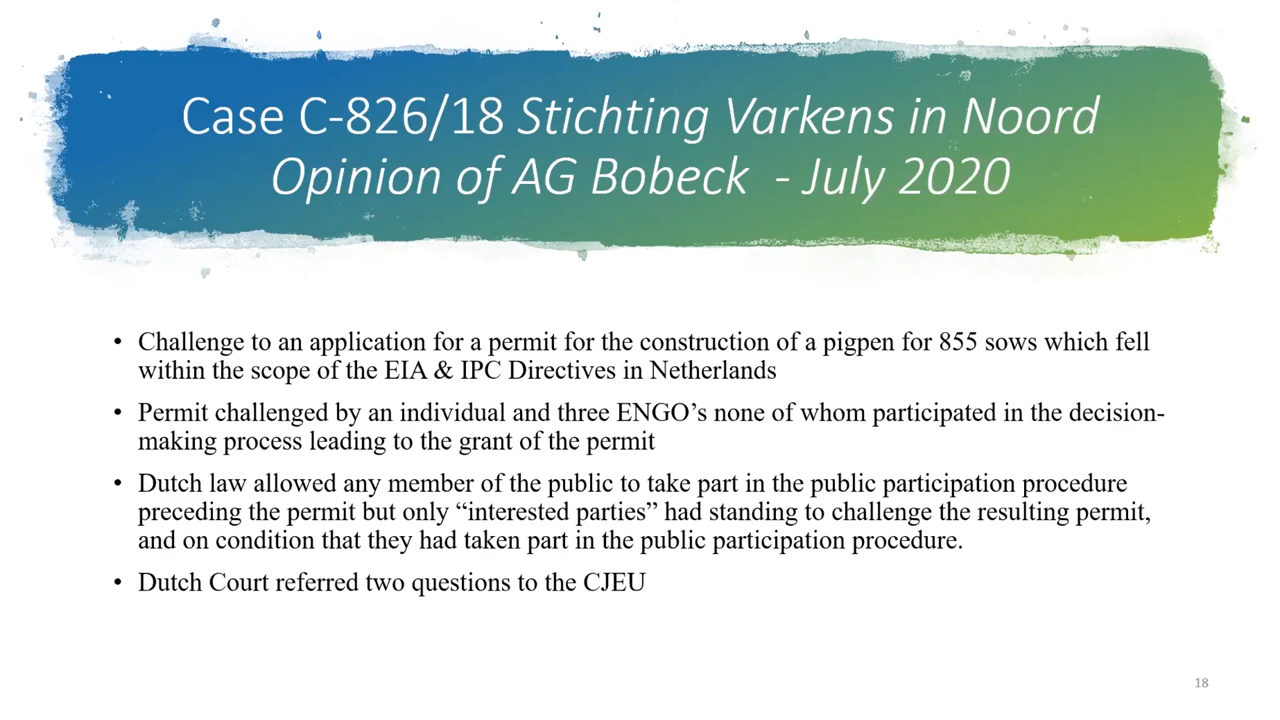 Case C-826/18 Stichting Varkens in Noord
Opinion of AG Bobeck - July 2020
• Challenge to an application for a permit for the construction of a pigpen for 855 sows which fell
within the scope of the EIA & IPC Directives in Netherlands
• Permit challenged by an individual and three ENGO’s none of whom participated in the decision-
making process leading to the grant of the permit
• Dutch law allowed any member of the public to take part in the public participation procedure
preceding the permit but only “interested parties” had standing to challenge the resulting permit,
and on condition that they had taken part in the public participation procedure.
• Dutch Court referred two questions to the CJEU
18